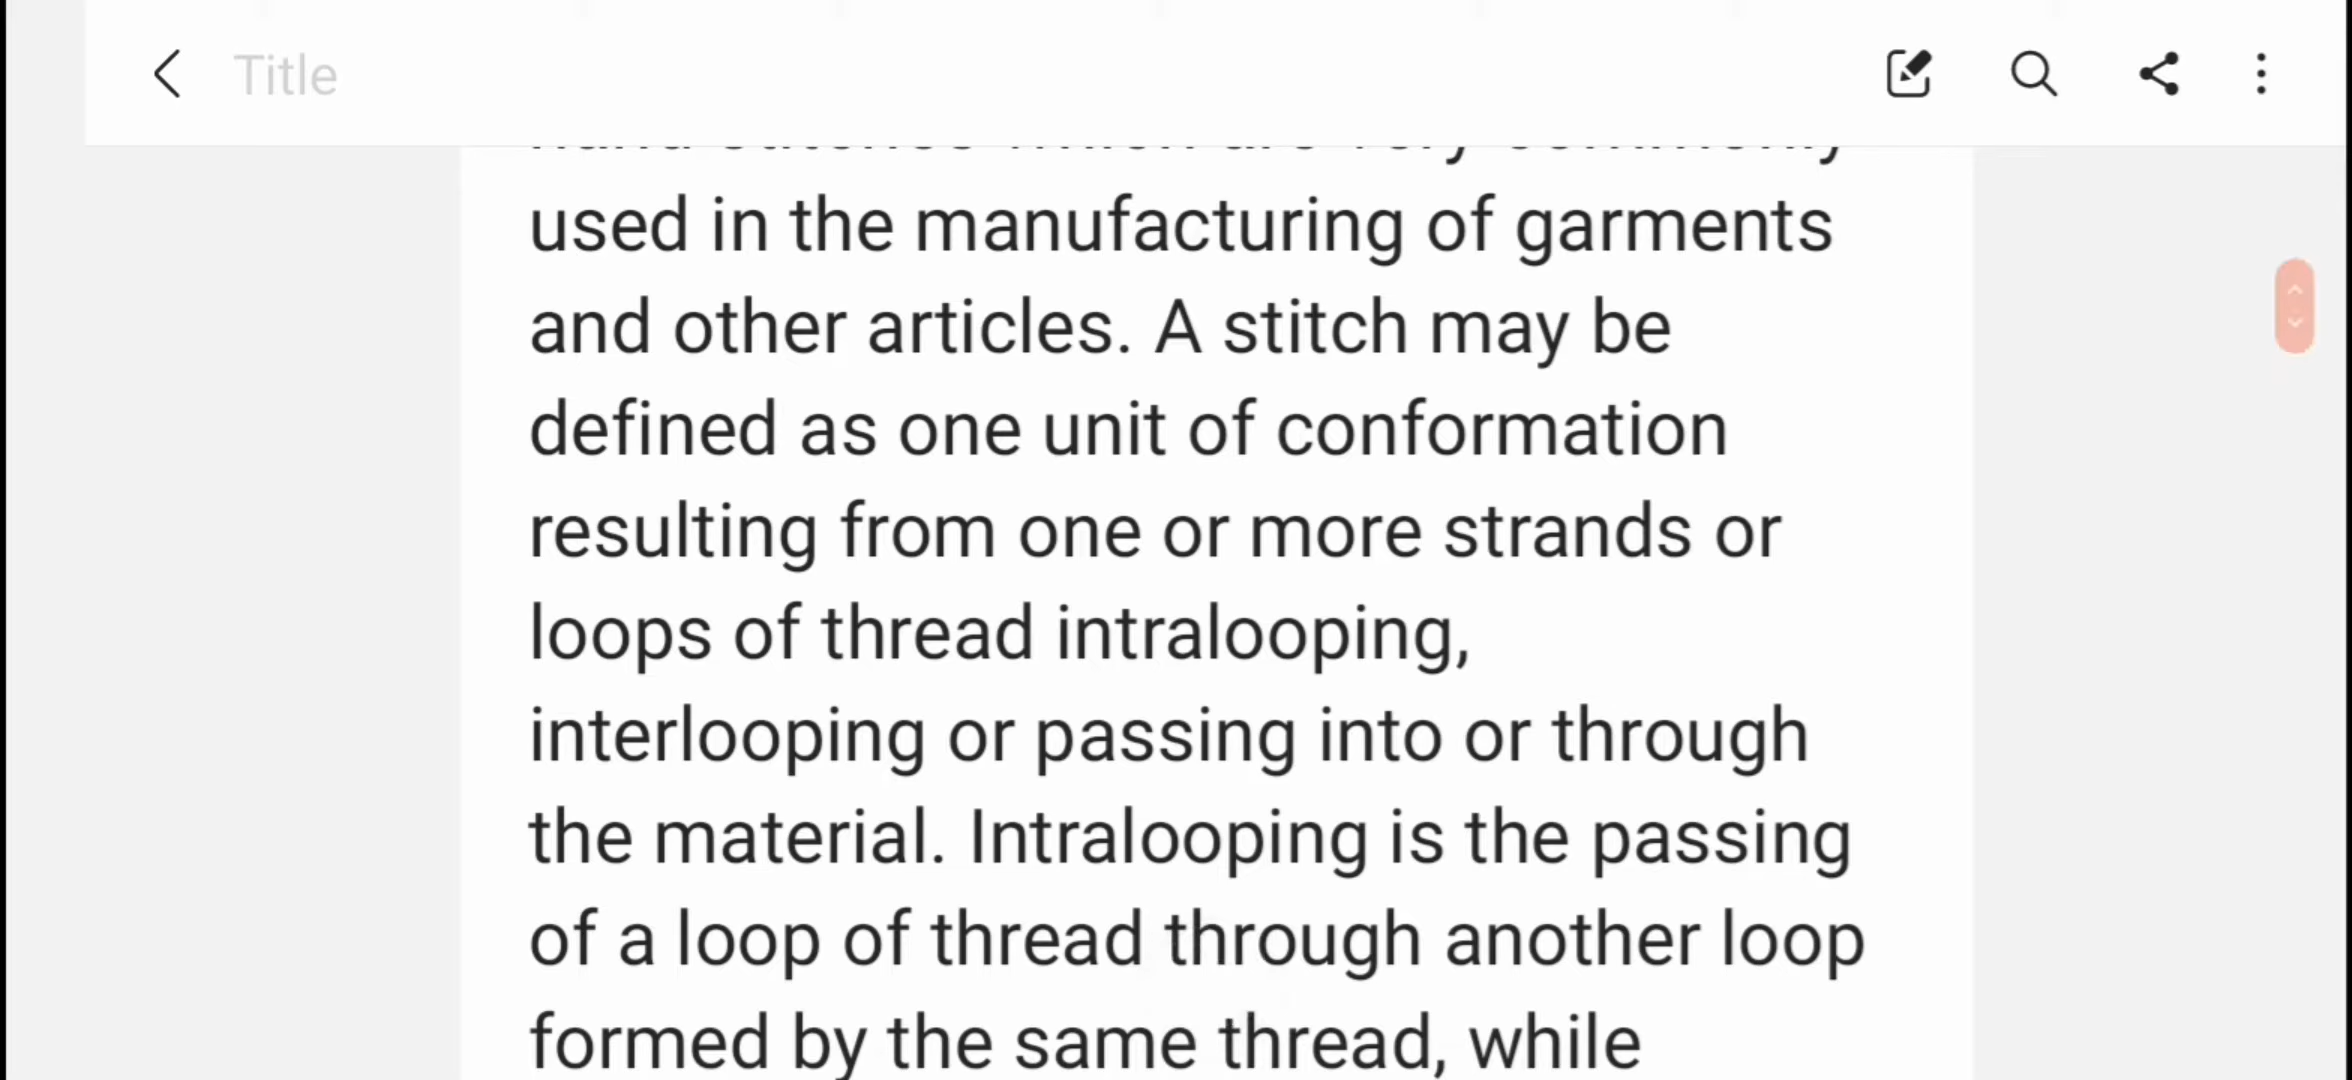 Title
used in the manufacturing of garments
and other articles. A stitch may be
defined as one unit of conformation
resulting from one or more strands or
loops of thread intralooping,
interlooping or passing into or through
the material. Intralooping is the passing
of a loop of thread through another loop
formed by the same thread, while